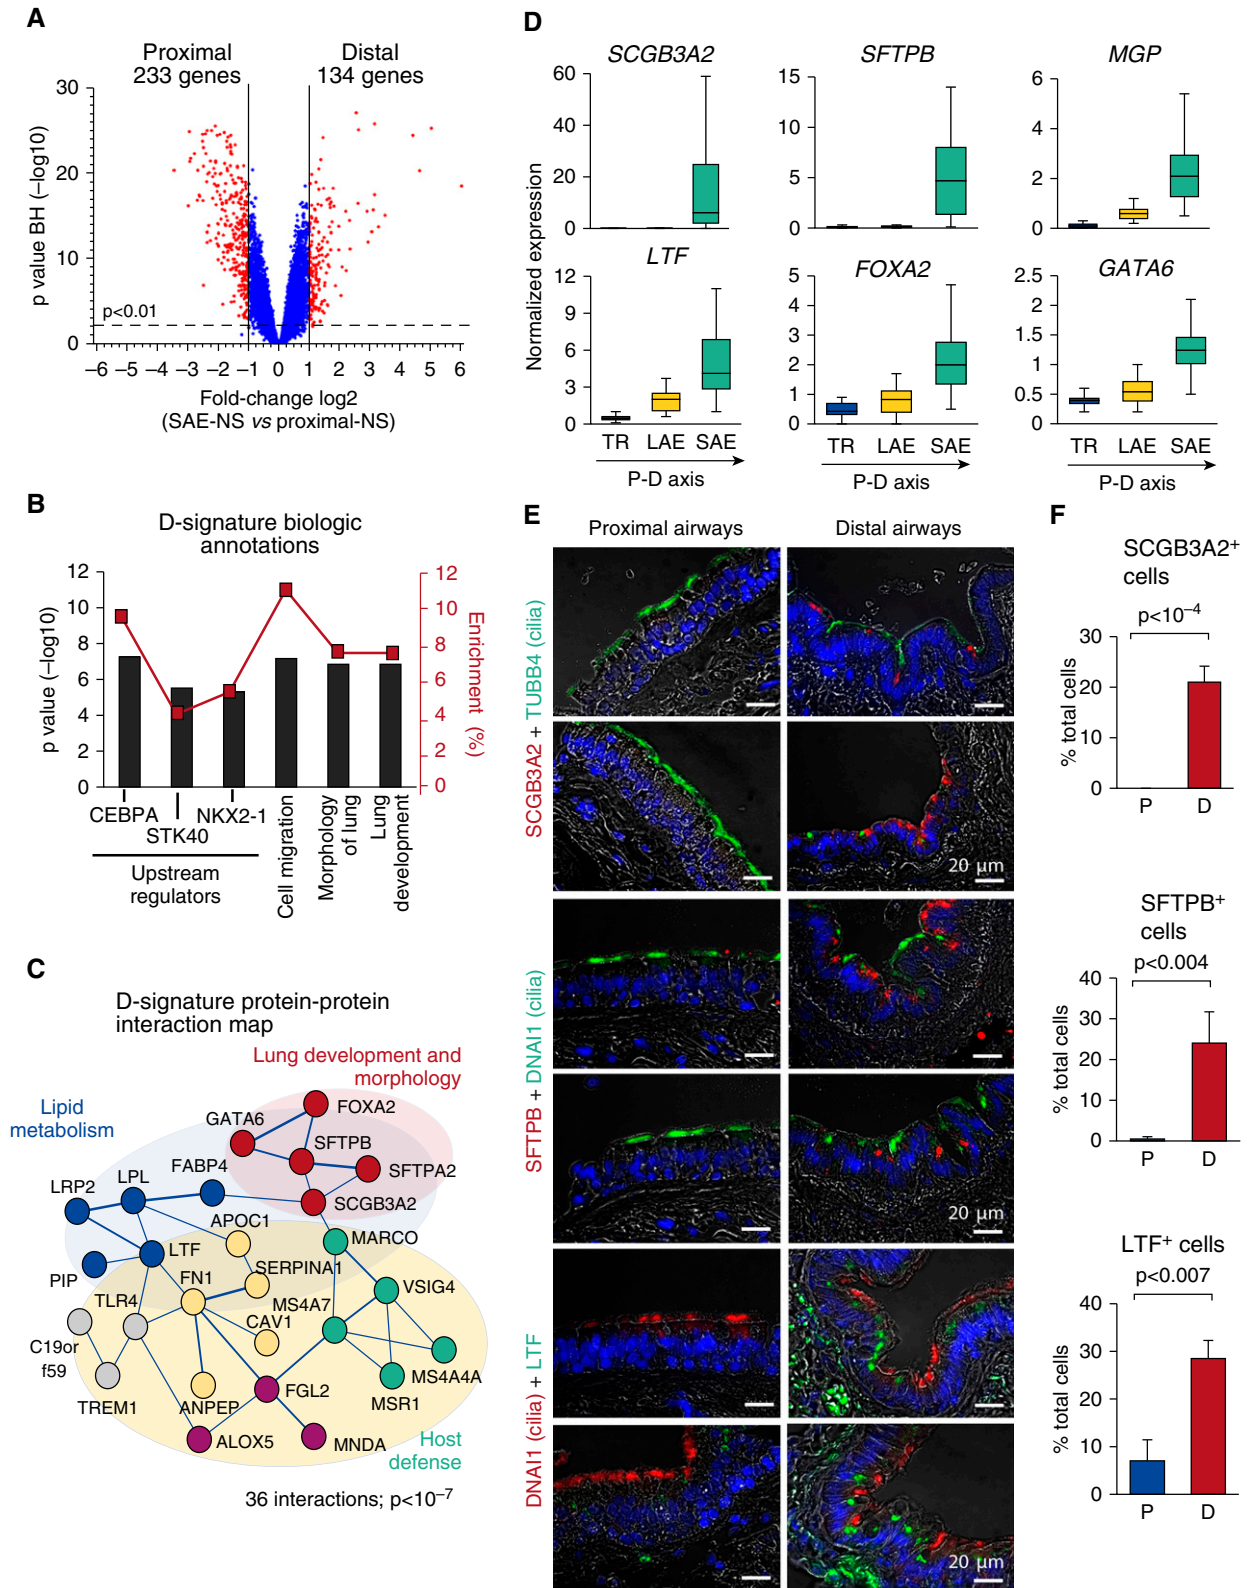 A
Proximal
233 genes
Distal
134 genes
p value BH (–log10)
30
20
10
0
p<0.01
–6 –5 –4 –3 –2 –1 0 1 2 3 4 5 6
Fold-change log2
(SAE-NS vs proximal-NS)
B
D-signature biologic
annotations
p value (–log10)
12
10
8
6
4
2
0
12
10
8
6
4
2
0
Enrichment (%)
CEBPA
STK40
NKX2-1
Upstream
regulators
Cell migration
Morphology
of lung
Lung
development
C
D-signature protein-protein
interaction map
Lung development and
morphology
Lipid
metabolism
GATA6
FOXA2
SFTPB
SFTPA2
FABP4
LPL
LRP2
SCGB3A2
APOC1
MARCO
LTF
PIP
FN1
SERPINA1
VSIG4
TLR4
MS4A7
CAV1
C19or
f59
MS4A4A
TREM1
ANPEP
FGL2
MSR1
ALOX5
MNDA
Host
defense
36 interactions; p<10–7
D
Normalized expression
SCGB3A2
60
40
20
0
SFTPB
15
10
5
0
MGP
6
4
2
0
LTF
12
9
6
3
0
TR LAE SAE
P-D axis
FOXA2
5
4
3
2
1
0
TR LAE SAE
P-D axis
GATA6
2.5
2
1.5
1
0.5
0
TR LAE SAE
P-D axis
E
Proximal airways
Distal airways
SCGB3A2 + TUBB4 (cilia)
20 µm
SFTPB + DNAI1 (cilia)
20 µm
DNAI1 (cilia) + LTF
20 µm
F
SCGB3A2+
cells
p<10–4
% total cells
30
20
10
0
P D
SFTPB+
cells
p<0.004
% total cells
40
30
20
10
0
P D
LTF+ cells
p<0.007
% total cells
40
30
20
10
0
P D